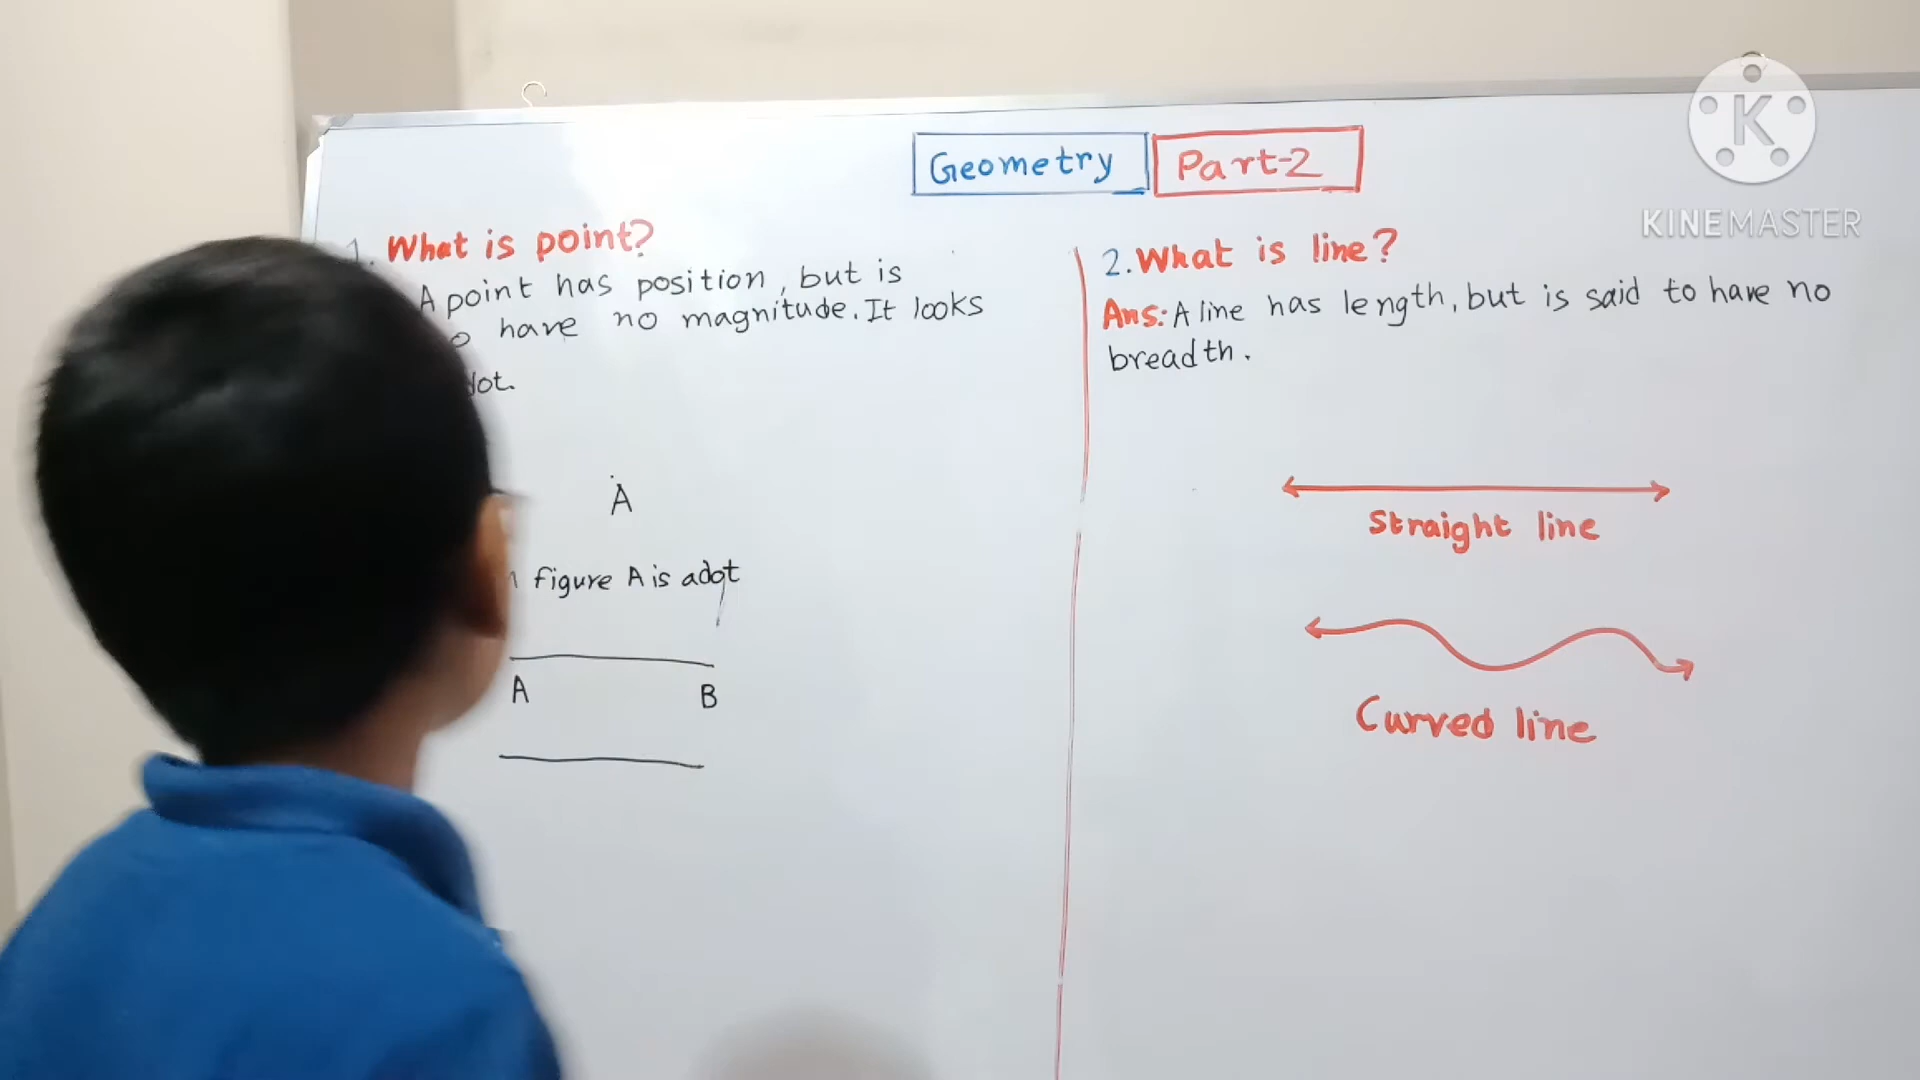 Geometry Part-2
KINEMASTER
1. What is point?
A point has position, but is
have no magnitude. It looks
dot.
A
figure A is adot
A B
2. What is line?
Ans: A line has length, but is said to have no
breadth.
Straight line
Curved line